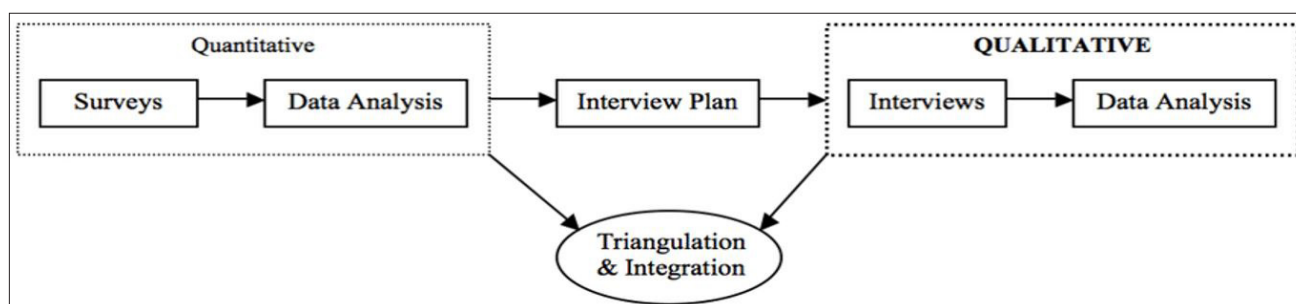 Quantitative
QUALITATIVE
Surveys
Data Analysis
Interview Plan
Interviews
Data Analysis
Triangulation
& Integration